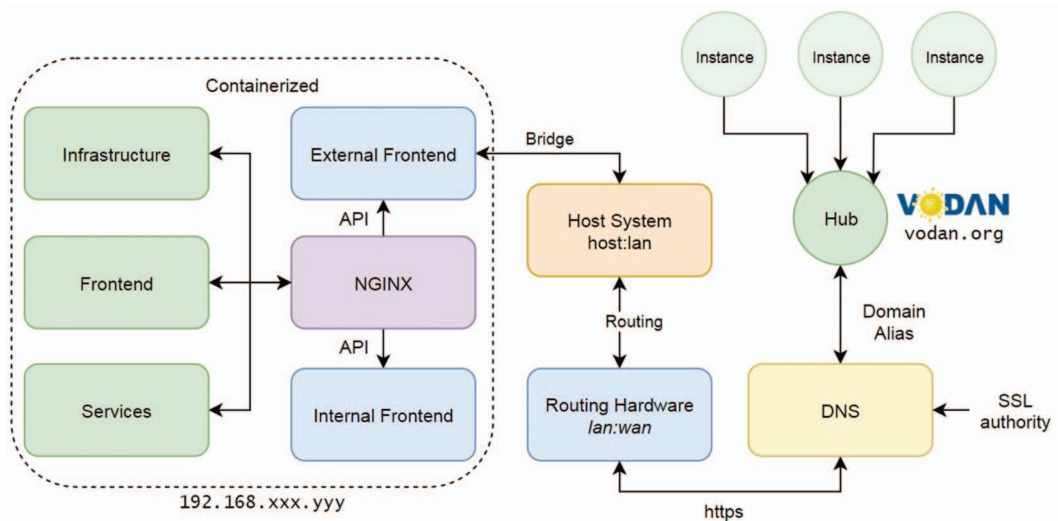 Containerized
Infrastructure
Frontend
Services
External Frontend
API
NGINX
API
Internal Frontend
192.168.xxx.yyy
Bridge
Host System
host:lan
Routing
Routing Hardware
lan:wan
https
Instance
Instance
Instance
Hub
VODAN
vodan.org
Domain
Alias
DNS
SSL
authority